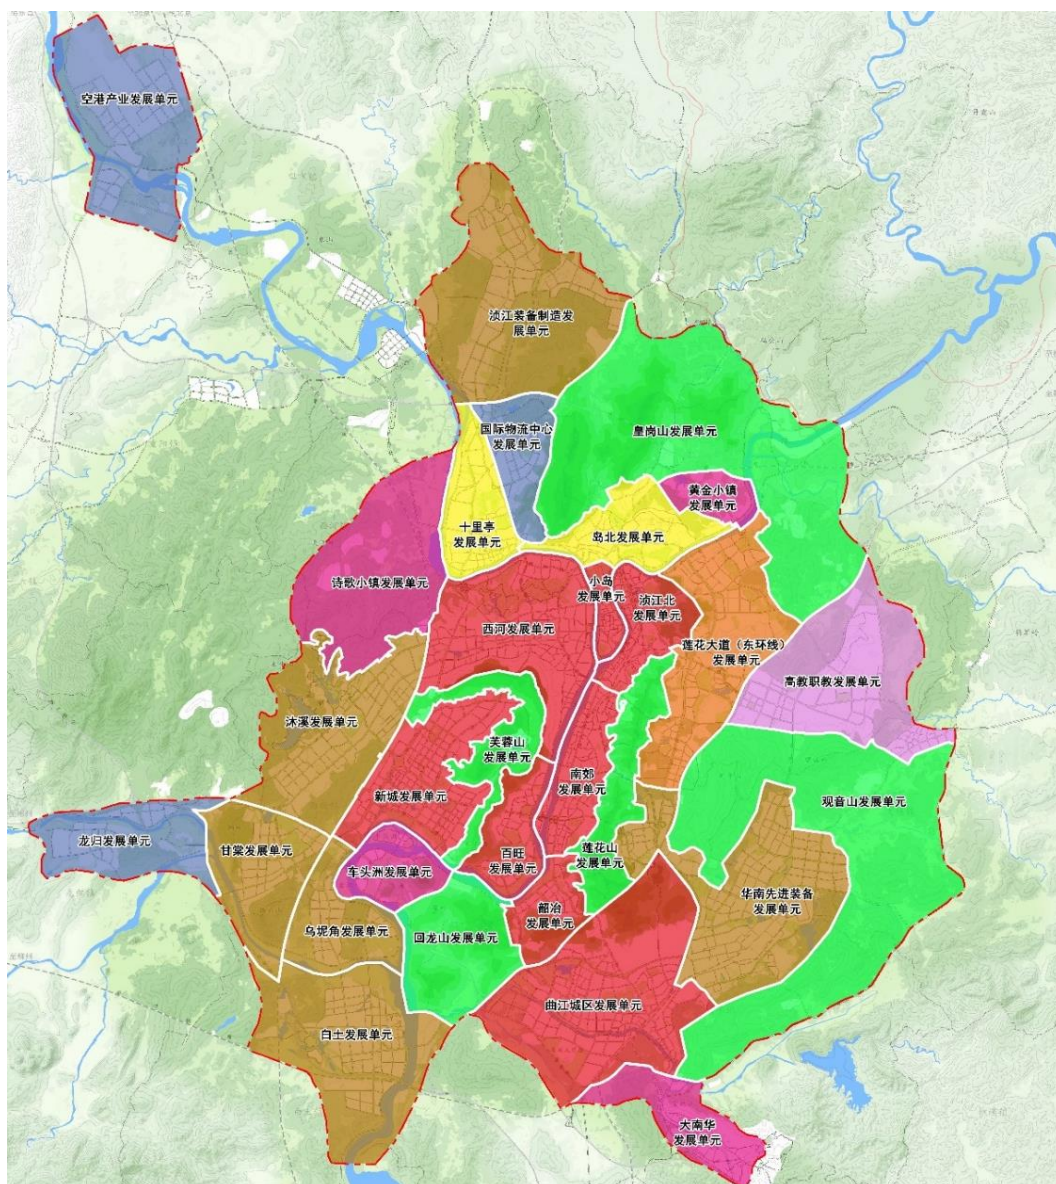 空港产业发展单元
浈江装备制造发
展单元
国际物流中心
发展单元
皇岗山发展单元
黄金小镇
发展单元
十里亭
发展单元
岛北发展单元
诗歌小镇发展单元
小岛
发展单元
浈江北
发展单元
西河发展单元
莲花大道（东环线）
发展单元
高教职教发展单元
沐溪发展单元
芙蓉山
发展单元
南郊
发展单元
新城发展单元
观音山发展单元
龙归发展单元
甘棠发展单元
车头洲发展单元
百旺
发展单元
莲花山
发展单元
华南先进装备
发展单元
韶冶
发展单元
乌坭角发展单元
回龙山发展单元
曲江城区发展单元
白土发展单元
大南华
发展单元